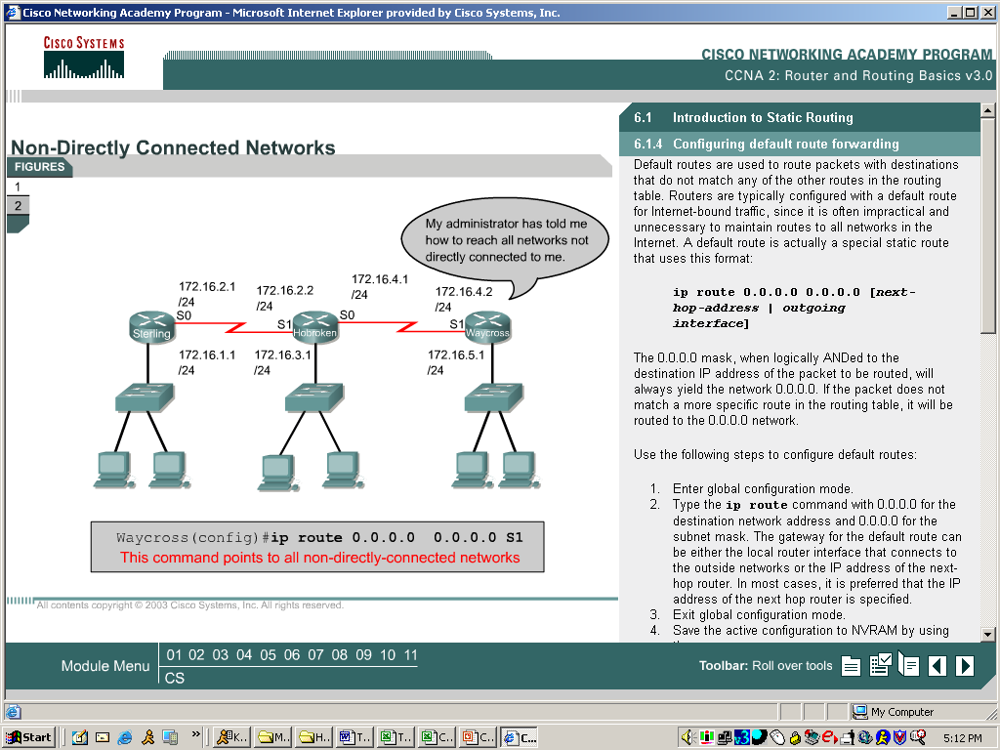 Cisco Networking Academy Program - Microsoft Internet Explorer provided by Cisco Systems, Inc.
CISCO SYSTEMS
CISCO NETWORKING ACADEMY PROGRAM
CCNA 2: Router and Routing Basics v3.0
Non-Directly Connected Networks
FIGURES
1
2
My administrator has told me
how to reach all networks not
directly connected to me.
172.16.2.1
/24
S0
172.16.2.2
/24
S1
172.16.4.1
/24
S0
172.16.4.2
/24
S1
Sterling
Hobroken
Waycross
172.16.1.1
/24
172.16.3.1
/24
172.16.5.1
/24
Waycross(config)#ip route 0.0.0.0 0.0.0.0 S1
This command points to all non-directly-connected networks
All contents copyright © 2003 Cisco Systems, Inc. All rights reserved.
6.1 Introduction to Static Routing
6.1.4 Configuring default route forwarding
Default routes are used to route packets with destinations
that do not match any of the other routes in the routing
table. Routers are typically configured with a default route
for Internet-bound traffic, since it is often impractical and
unnecessary to maintain routes to all networks in the
Internet. A default route is actually a special static route
that uses this format:
ip route 0.0.0.0 0.0.0.0 [next-
hop-address | outgoing
interface]
The 0.0.0.0 mask, when logically ANDed to the
destination IP address of the packet to be routed, will
always yield the network 0.0.0.0. If the packet does not
match a more specific route in the routing table, it will be
routed to the 0.0.0.0 network.
Use the following steps to configure default routes:
1. Enter global configuration mode.
2. Type the ip route command with 0.0.0.0 for the
destination network address and 0.0.0.0 for the
subnet mask. The gateway for the default route can
be either the local router interface that connects to
the outside networks or the IP address of the next-
hop router. In most cases, it is preferred that the IP
address of the next hop router is specified.
3. Exit global configuration mode.
4. Save the active configuration to NVRAM by using
Module Menu
01 02 03 04 05 06 07 08 09 10 11
CS
Toolbar: Roll over tools
My Computer
Start
»
K...
M...
H...
T...
T...
C...
C...
C...
5:12 PM